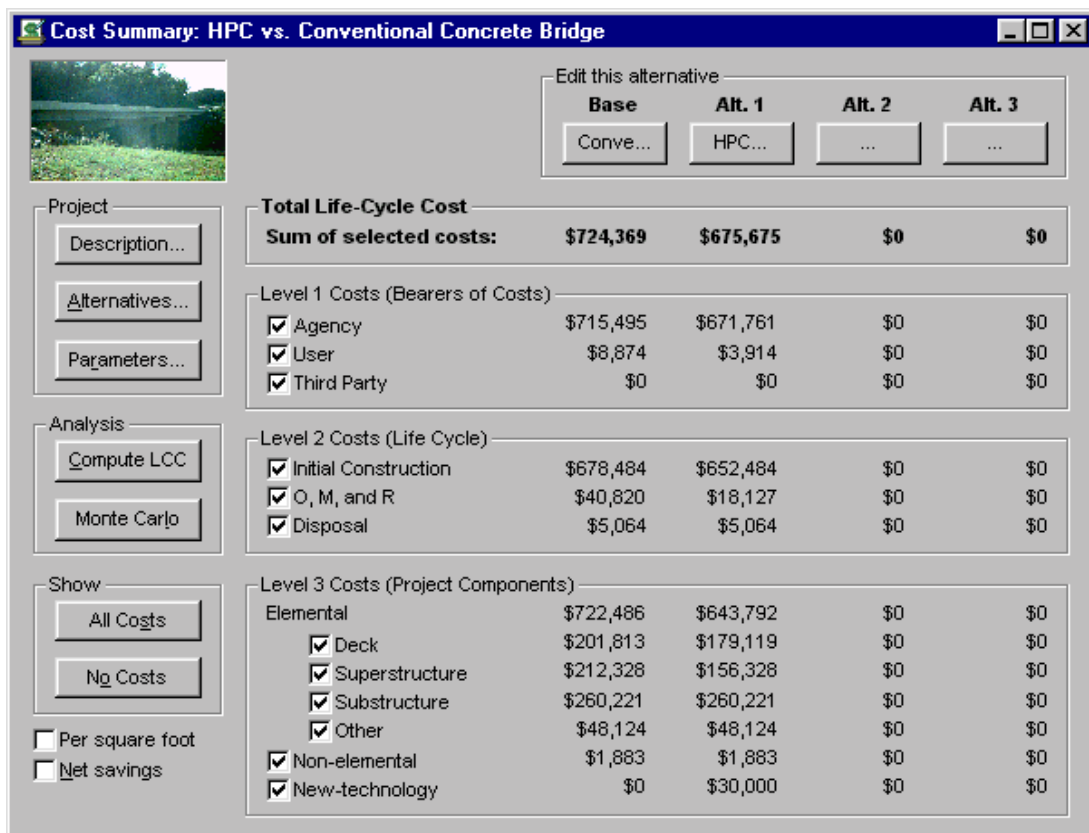 Cost Summary: HPC vs. Conventional Concrete Bridge
Edit this alternative
Base Alt. 1 Alt. 2 Alt. 3
Conve... HPC... ... ...
Project
Description...
Alternatives...
Parameters...
Total Life-Cycle Cost
Sum of selected costs: $724,369 $675,675 $0 $0
Level 1 Costs (Bearers of Costs)
Agency $715,495 $671,761 $0 $0
User $8,874 $3,914 $0 $0
Third Party $0 $0 $0 $0
Analysis
Compute LCC
Monte Carlo
Level 2 Costs (Life Cycle)
Initial Construction $678,484 $652,484 $0 $0
O, M, and R $40,820 $18,127 $0 $0
Disposal $5,064 $5,064 $0 $0
Show
All Costs
No Costs
Per square foot
Net savings
Level 3 Costs (Project Components)
Elemental $722,486 $643,792 $0 $0
Deck $201,813 $179,119 $0 $0
Superstructure $212,328 $156,328 $0 $0
Substructure $260,221 $260,221 $0 $0
Other $48,124 $48,124 $0 $0
Non-elemental $1,883 $1,883 $0 $0
New-technology $0 $30,000 $0 $0